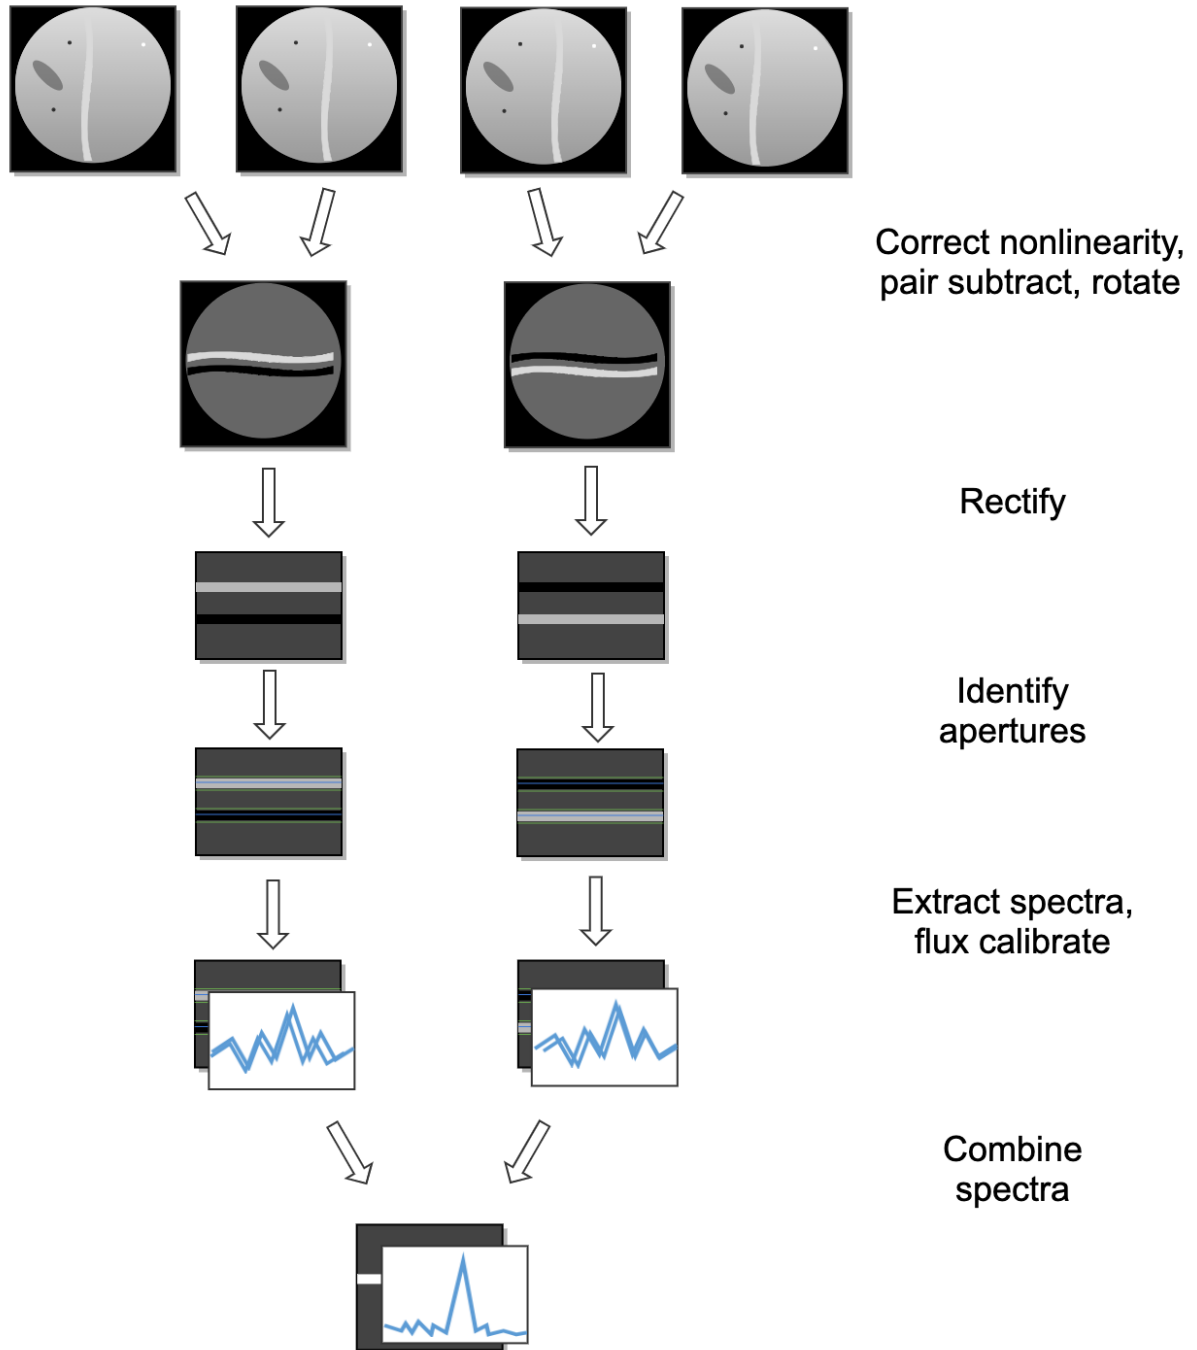 Correct nonlinearity,
pair subtract, rotate
Rectify
Identify
apertures
Extract spectra,
flux calibrate
Combine
spectra